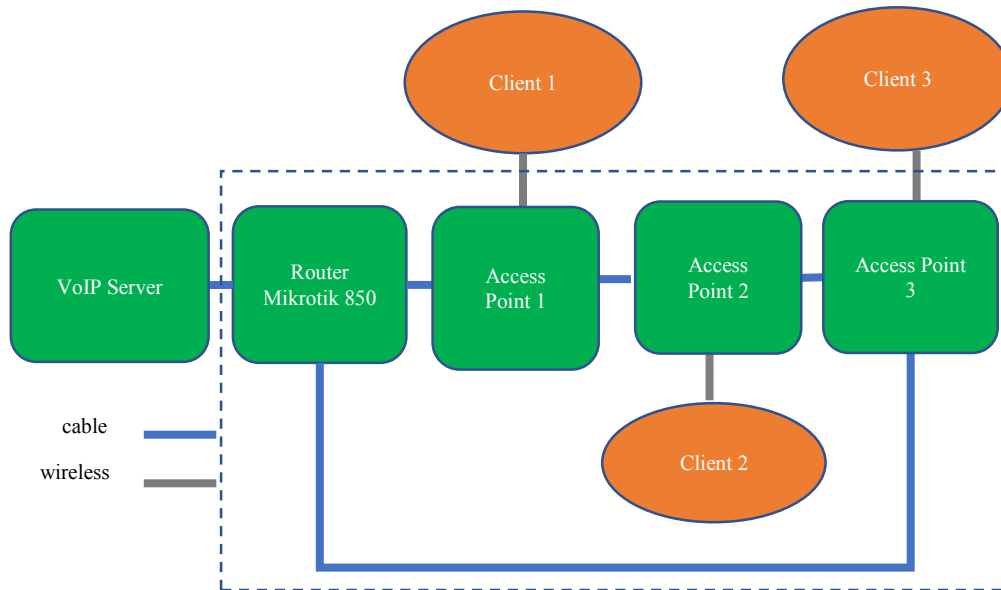 Client 1
Client 3
VoIP Server
Router
Mikrotik 850
Access
Point 1
Access
Point 2
Access Point
3
cable
wireless
Client 2